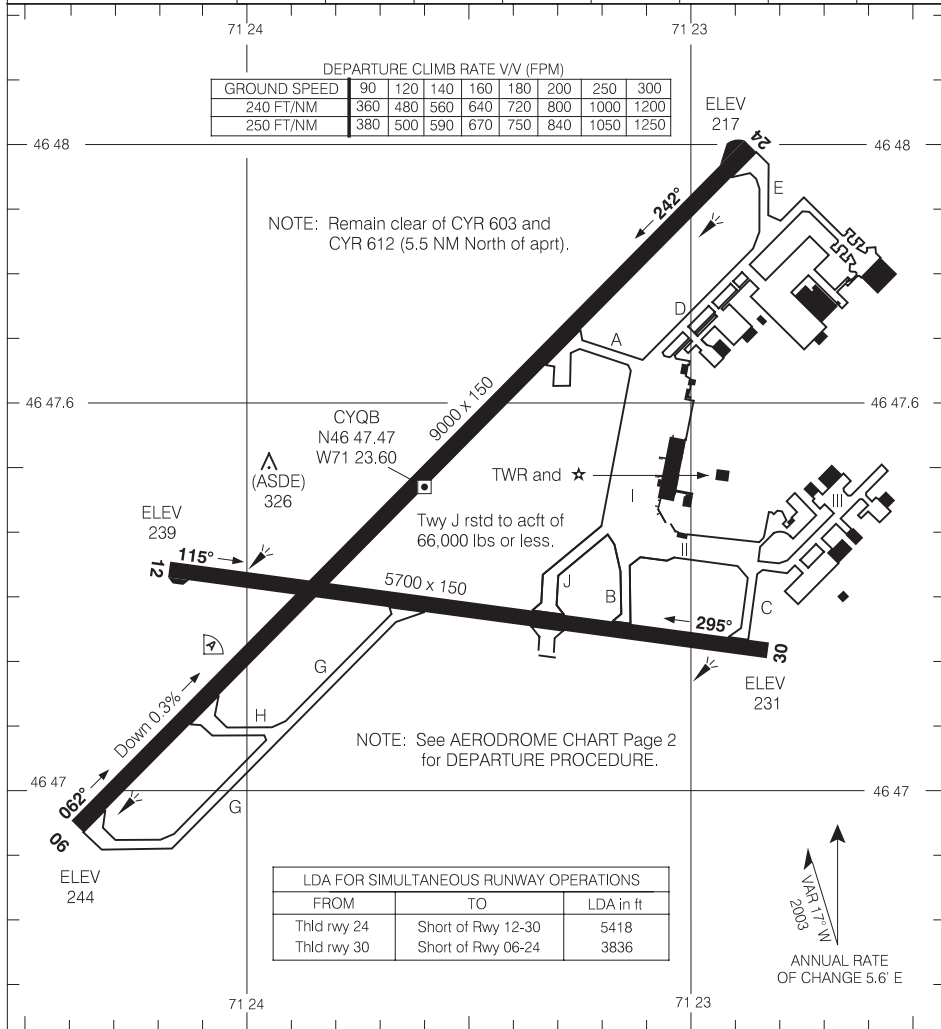 71 24
71 23
DEPARTURE CLIMB RATE V/V (FPM)
GROUND SPEED 90 120 140 160 180 200 250 300
240 FT/NM 360 480 560 640 720 800 1000 1200
250 FT/NM 380 500 590 670 750 840 1050 1250
ELEV
217
46 48
46 48
24
E
242°
NOTE: Remain clear of CYR 603 and
CYR 612 (5.5 NM North of aprt).
D
A
46 47.6
46 47.6
9000 x 150
CYQB
N46 47.47
W71 23.60
(ASDE)
326
TWR and
I
III
ELEV
239
Twy J rstd to acft of
66,000 lbs or less.
II
12
115°
5700 x 150
J
B
C
295°
30
ELEV
231
A
G
H
Down 0.3%
NOTE: See AERODROME CHART Page 2
for DEPARTURE PROCEDURE.
46 47
46 47
062°
G
06
ELEV
244
LDA FOR SIMULTANEOUS RUNWAY OPERATIONS
FROM TO LDA in ft
Thld rwy 24 Short of Rwy 12-30 5418
Thld rwy 30 Short of Rwy 06-24 3836
VAR 17° W
2003
ANNUAL RATE
OF CHANGE 5.6' E
71 24
71 23